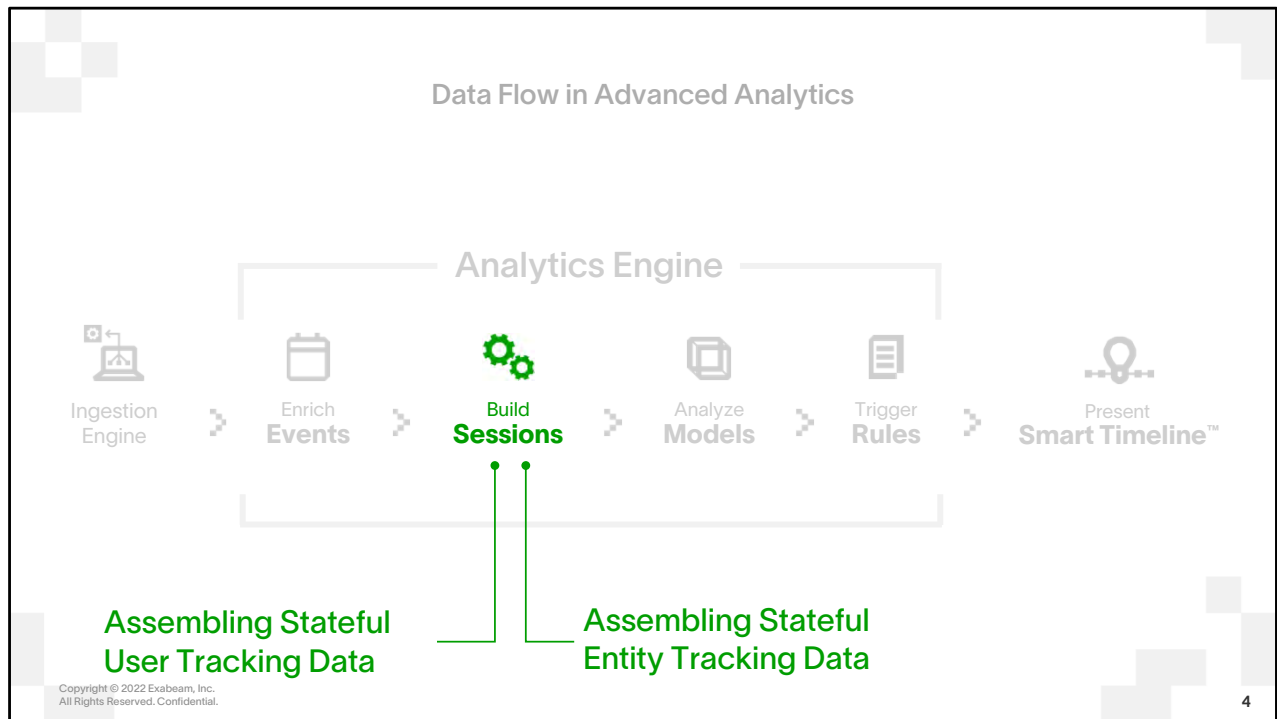 Data Flow in Advanced Analytics
Analytics Engine
Ingestion
Engine
Enrich
Events
Build
Sessions
Analyze
Models
Trigger
Rules
Present
Smart Timeline™
Assembling Stateful
User Tracking Data
Assembling Stateful
Entity Tracking Data
Copyright © 2022 Exabeam, Inc.
All Rights Reserved. Confidential.
4